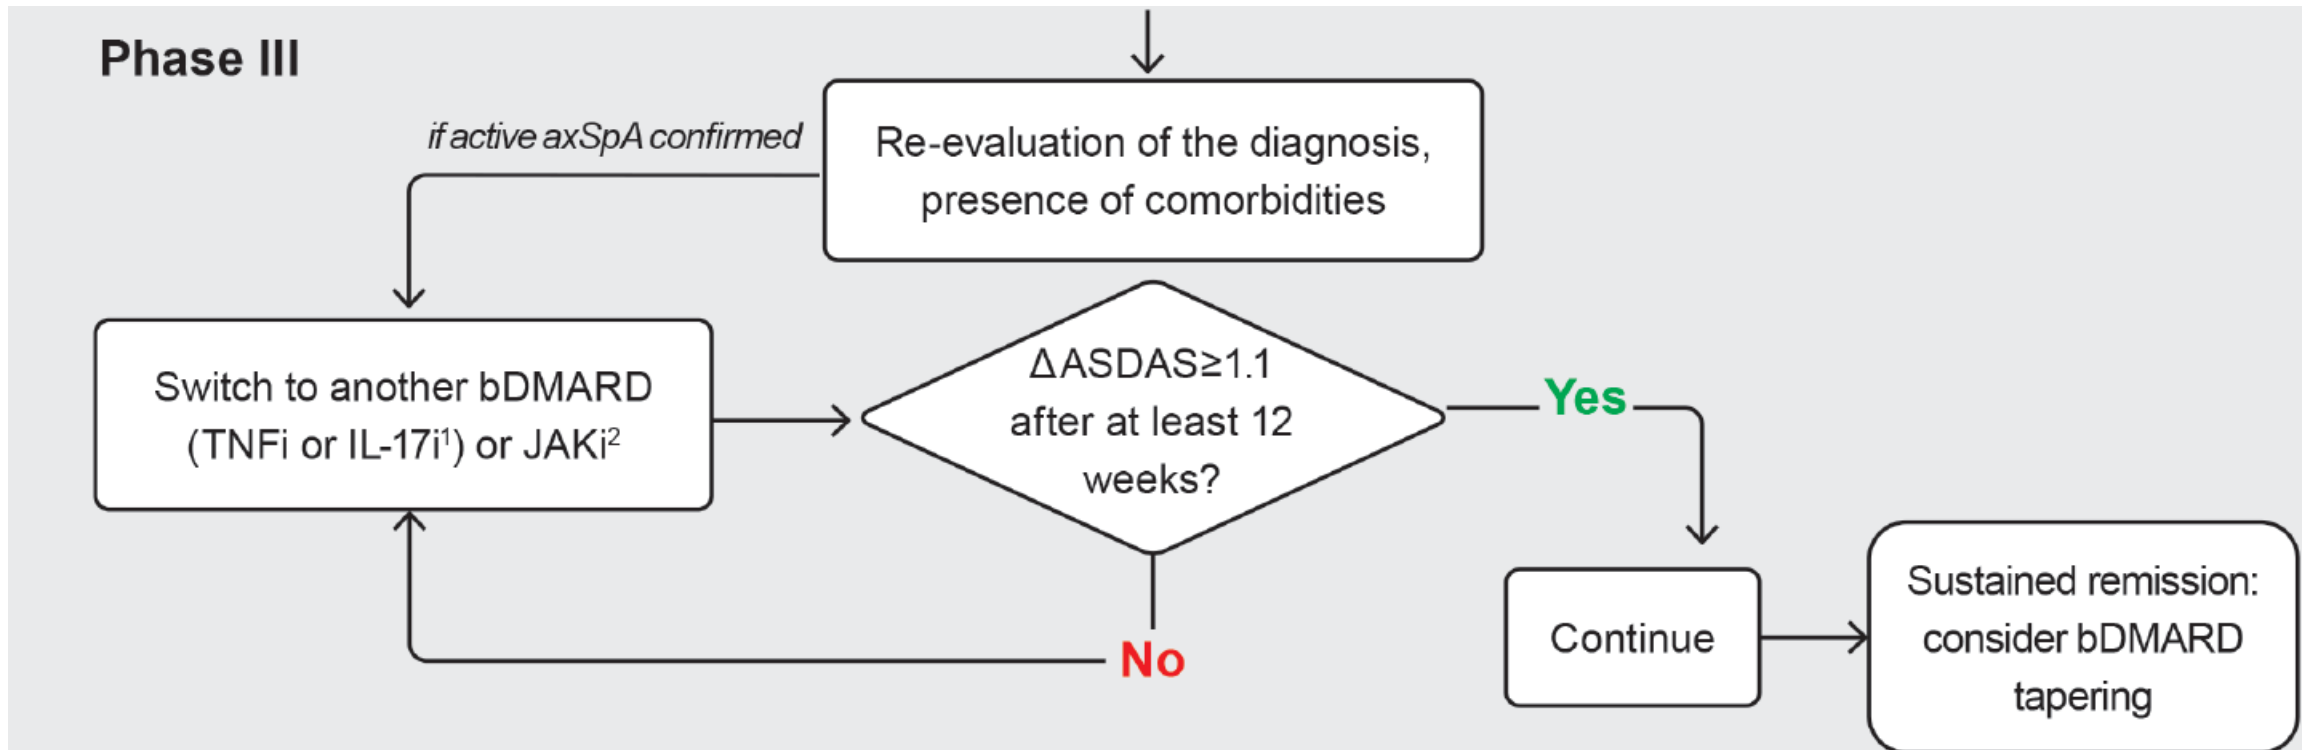 Phase III
if active axSpA confirmed
Re-evaluation of the diagnosis,
presence of comorbidities
Switch to another bDMARD
(TNFi or IL-17i¹) or JAKi²
ΔASDAS≥1.1
after at least 12
weeks?
Yes
No
Continue
Sustained remission:
consider bDMARD
tapering